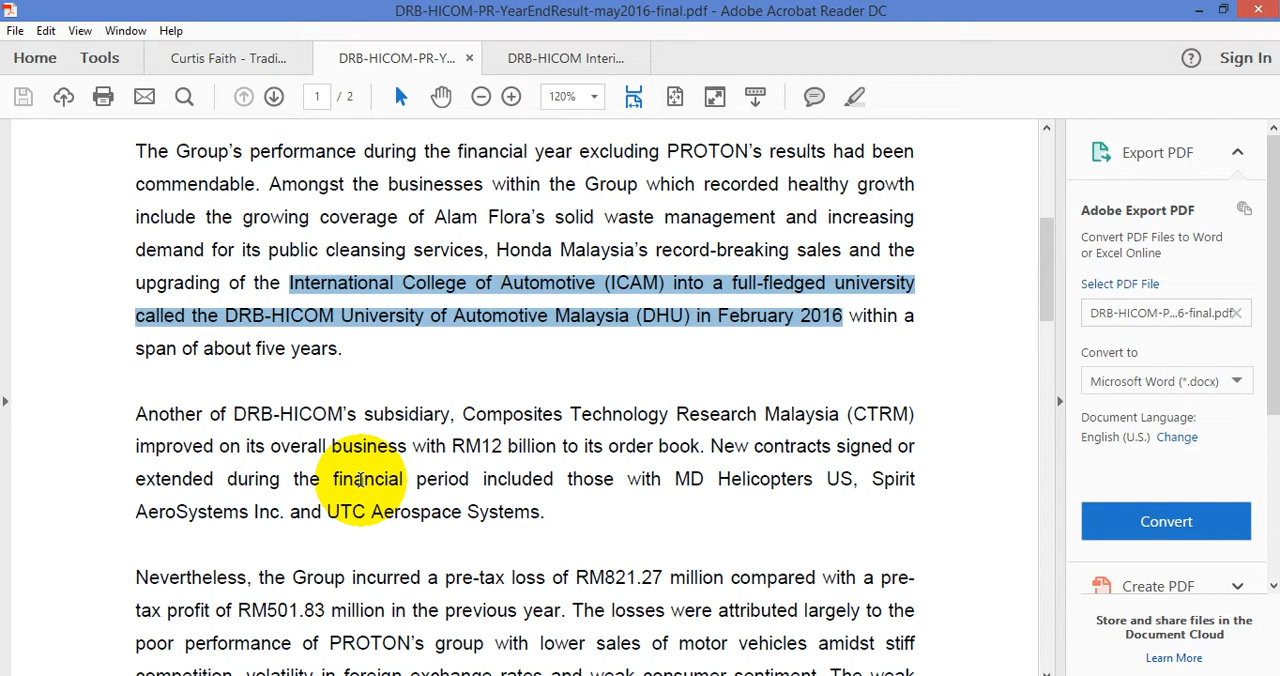 DRB-HICOM-PR-YearEndResult-may2016-final.pdf - Adobe Acrobat Reader DC
File Edit View Window Help
Home Tools Curtis Faith - Tradi... DRB-HICOM-PR-Y... × DRB-HICOM Interi... ? Sign In
1 / 2 120%
The Group's performance during the financial year excluding PROTON's results had been
commendable. Amongst the businesses within the Group which recorded healthy growth
include the growing coverage of Alam Flora's solid waste management and increasing
demand for its public cleansing services, Honda Malaysia's record-breaking sales and the
upgrading of the International College of Automotive (ICAM) into a full-fledged university
called the DRB-HICOM University of Automotive Malaysia (DHU) in February 2016 within a
span of about five years.
Another of DRB-HICOM's subsidiary, Composites Technology Research Malaysia (CTRM)
improved on its overall business with RM12 billion to its order book. New contracts signed or
extended during the financial period included those with MD Helicopters US, Spirit
AeroSystems Inc. and UTC Aerospace Systems.
Nevertheless, the Group incurred a pre-tax loss of RM821.27 million compared with a pre-
tax profit of RM501.83 million in the previous year. The losses were attributed largely to the
poor performance of PROTON's group with lower sales of motor vehicles amidst stiff
competition, volatility in foreign exchange rates and weak consumer sentiment. The weak
Export PDF
Adobe Export PDF
Convert PDF Files to Word
or Excel Online
Select PDF File
DRB-HICOM-P...6-final.pdf ×
Convert to
Microsoft Word (*.docx)
Document Language:
English (U.S.) Change
Convert
Create PDF
Store and share files in the
Document Cloud
Learn More